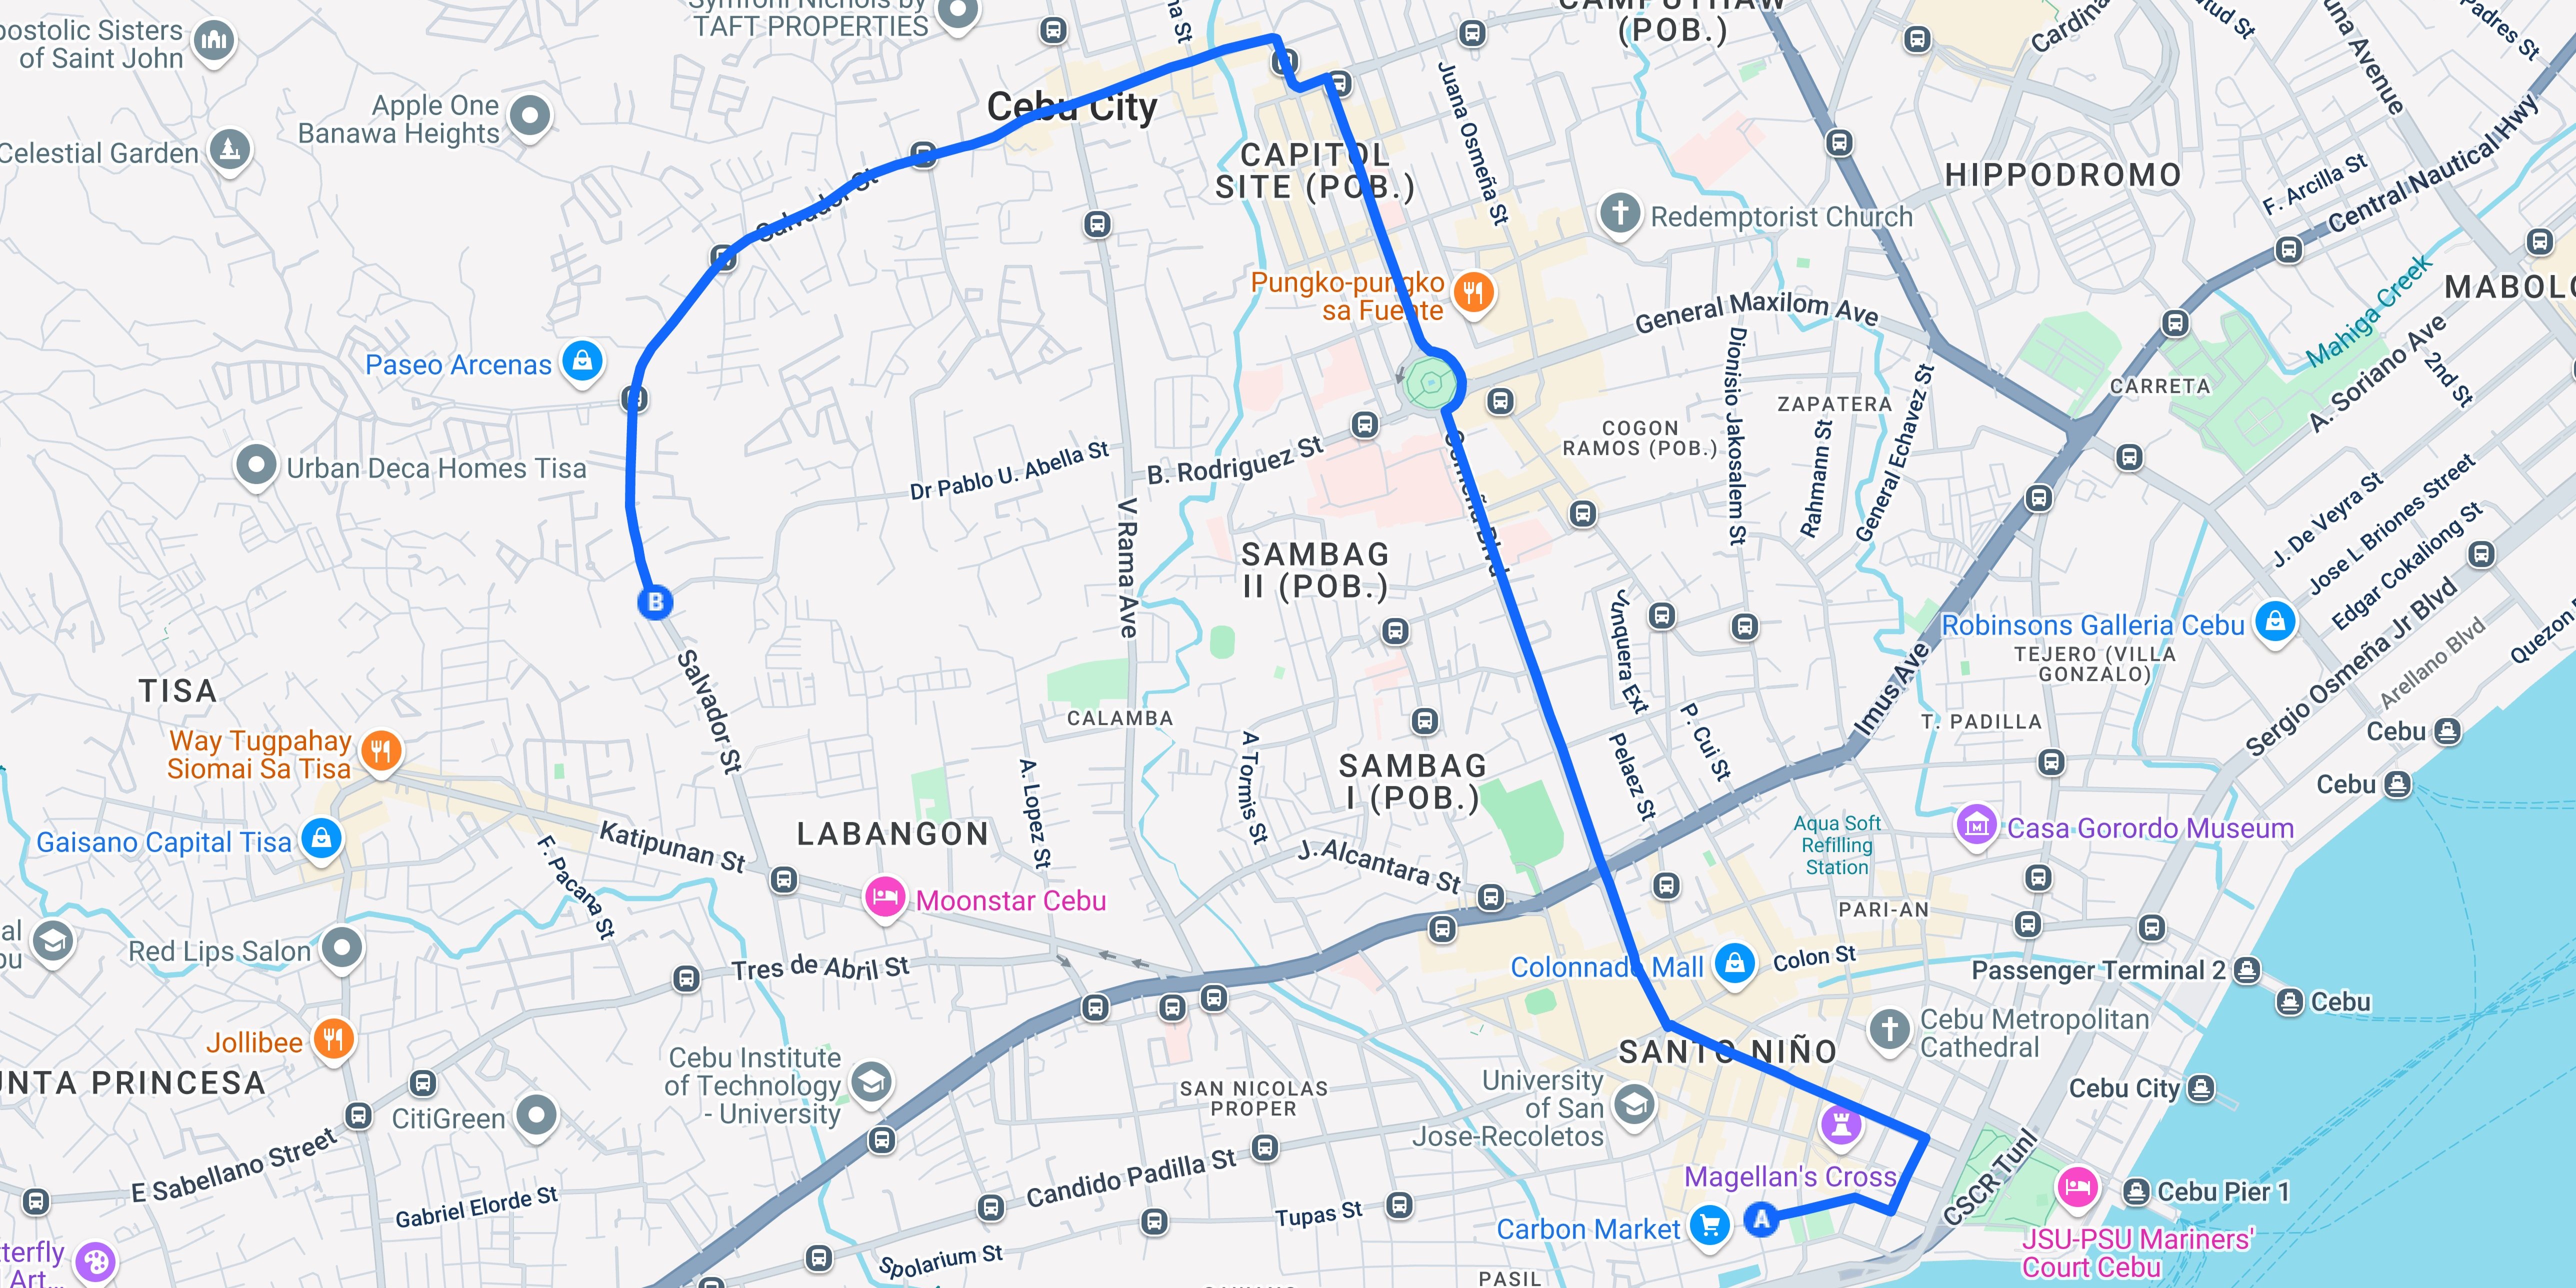 Symfoni Nichols by
TAFT PROPERTIES
CAMPUTHAW
(POB.)
Cardina
Padres St
ostolic Sisters
of Saint John
Apple One
Banawa Heights
Cebu City
Celestial Garden
CAPITOL
SITE (POB.)
Juana Osmeña St
Redemptorist Church
HIPPODROMO
F. Arcilla St
Central Nautical Hwy
Salvador St
Pungko-pungko
sa Fuente
General Maxilom Ave
Mahiga Creek
MABOLO
A. Soriano Ave
2nd St
Paseo Arcenas
CARRETA
ZAPATERA
Dionisio Jakosalem St
Rahmann St
General Echavez St
COGON
RAMOS (POB.)
Urban Deca Homes Tisa
Dr Pablo U. Abella St
B. Rodriguez St
V Rama Ave
Osmeña Blvd
J. De Veyra St
Jose L Briones Street
Edgar Cokaliong St
SAMBAG
II (POB.)
B
Junquera Ext
Robinsons Galleria Cebu
TEJERO (VILLA
GONZALO)
Sergio Osmeña Jr Blvd
Arellano Blvd
Quezon
TISA
Salvador St
CALAMBA
P. Cui St
Imus Ave
T. PADILLA
Cebu
Way Tugpahay
Siomai Sa Tisa
A. Lopez St
A Tormis St
SAMBAG
I (POB.)
Pelaez St
Cebu
Gaisano Capital Tisa
Katipunan St
LABANGON
J. Alcantara St
Aqua Soft
Refilling
Station
Casa Gorordo Museum
F. Pacana St
Moonstar Cebu
PARI-AN
Red Lips Salon
Tres de Abril St
Colonnade Mall
Colon St
Passenger Terminal 2
Cebu
Jollibee
SANTO NIÑO
Cebu Metropolitan
Cathedral
Cebu Institute
of Technology
- University
SAN NICOLAS
PROPER
University
of San
Jose-Recoletos
Cebu City
CitiGreen
E Sabellano Street
Gabriel Elorde St
Candido Padilla St
Magellan's Cross
CSCR Tunl
Cebu Pier 1
Tupas St
Carbon Market
A
JSU-PSU Mariners'
Court Cebu
Spolarium St
PASIL
Art...